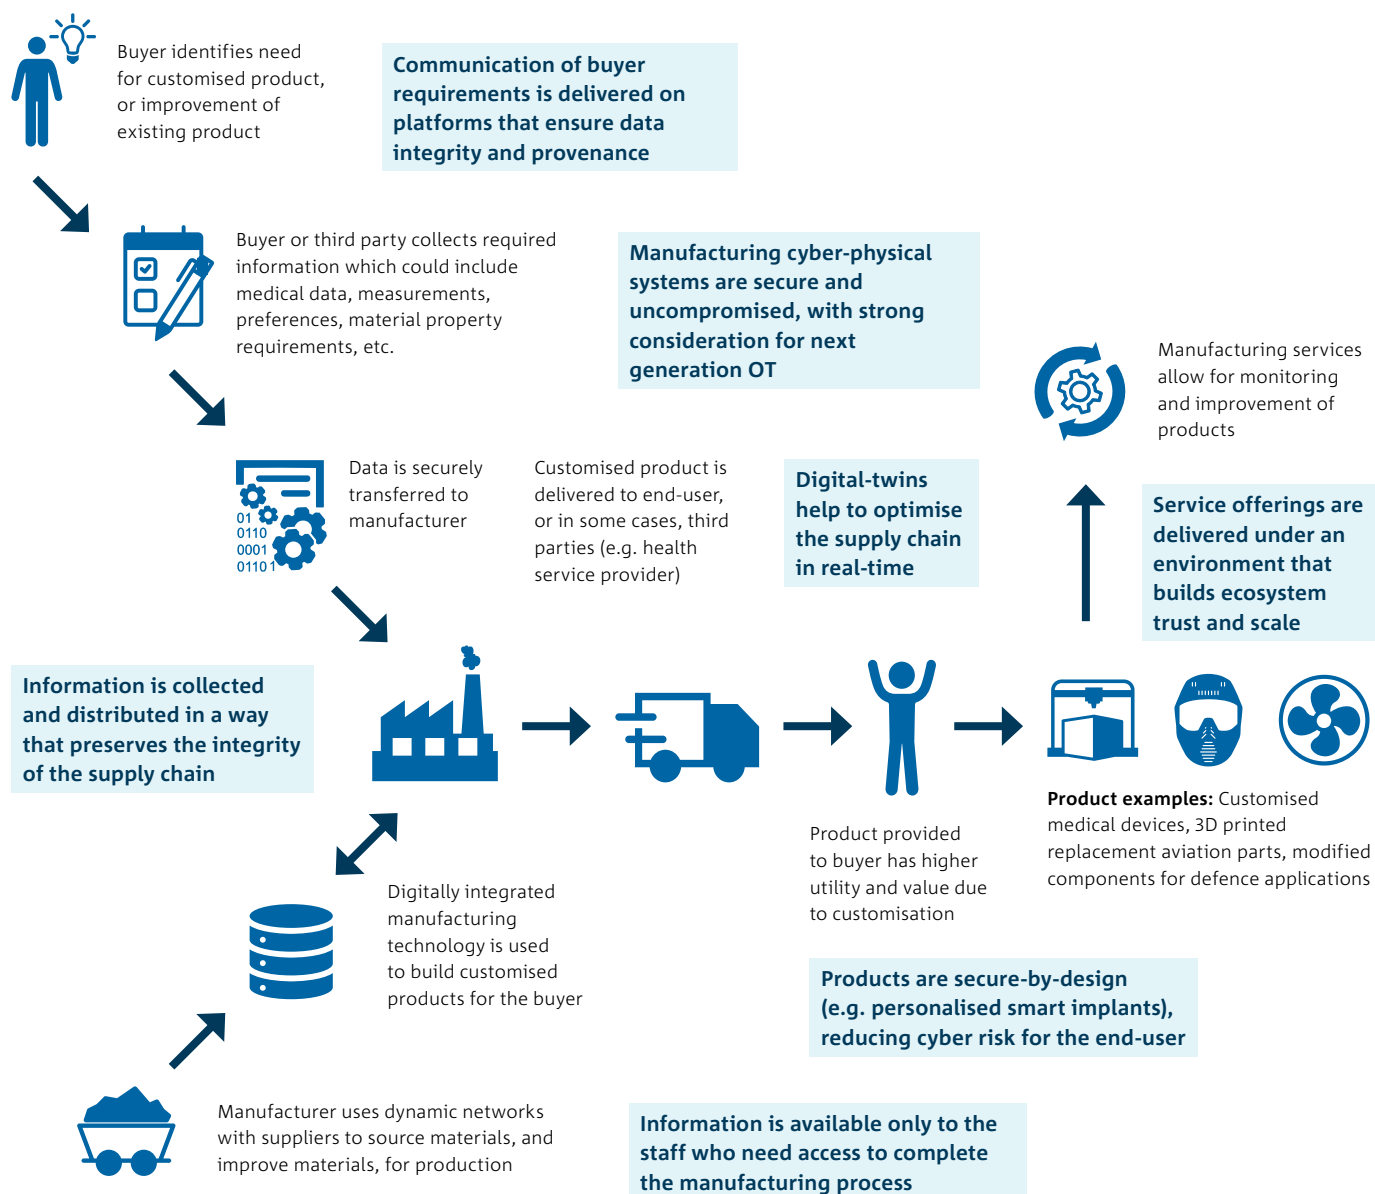 Buyer identifies need
for customised product,
or improvement of
existing product
Communication of buyer
requirements is delivered on
platforms that ensure data
integrity and provenance
Buyer or third party collects required
information which could include
medical data, measurements,
preferences, material property
requirements, etc.
Manufacturing cyber-physical
systems are secure and
uncompromised, with strong
consideration for next
generation OT
Manufacturing services
allow for monitoring
and improvement of
products
01
0110
0001
01101
Data is securely
transferred to
manufacturer
Customised product is
delivered to end-user,
or in some cases, third
parties (e.g. health
service provider)
Digital-twins
help to optimise
the supply chain
in real-time
Service offerings are
delivered under an
environment that
builds ecosystem
trust and scale
Information is collected
and distributed in a way
that preserves the integrity
of the supply chain
Product provided
to buyer has higher
utility and value due
to customisation
Product examples: Customised
medical devices, 3D printed
replacement aviation parts, modified
components for defence applications
Digitally integrated
manufacturing
technology is used
to build customised
products for the buyer
Products are secure-by-design
(e.g. personalised smart implants),
reducing cyber risk for the end-user
Manufacturer uses dynamic networks
with suppliers to source materials, and
improve materials, for production
Information is available only to the
staff who need access to complete
the manufacturing process